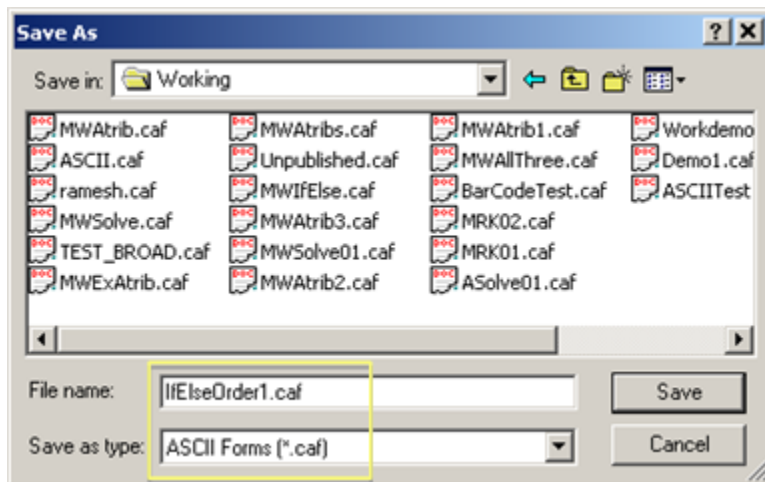 Save As
Save in: Working
MWAtrib.caf MWAtribs.caf MWAtrib1.caf Workdemo
ASCII.caf Unpublished.caf MWAllThree.caf Demo1.caf
ramesh.caf MWIfElse.caf BarCodeTest.caf ASCIITest
MWSolve.caf MWAtrib3.caf MRK02.caf
TEST_BROAD.caf MWSolve01.caf MRK01.caf
MWExAtrib.caf MWAtrib2.caf ASolve01.caf
File name: IfElseOrder1.caf Save
Save as type: ASCII Forms (*.caf) Cancel